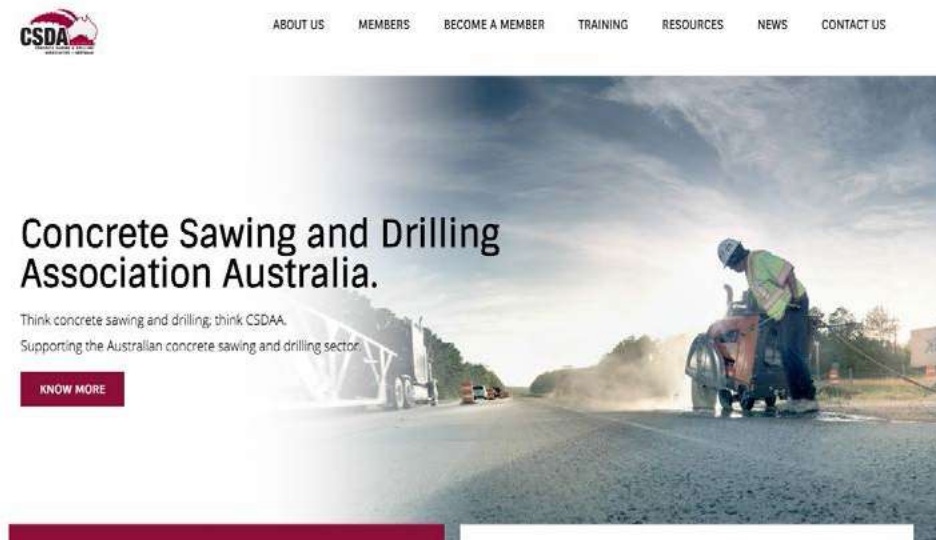 CSDA
ABOUT US
MEMBERS
BECOME A MEMBER
TRAINING
RESOURCES
NEWS
CONTACT US
Concrete Sawing and Drilling
Association Australia.
Think concrete sawing and drilling, think CSDAA.
Supporting the Australian concrete sawing and drilling sector.
KNOW MORE